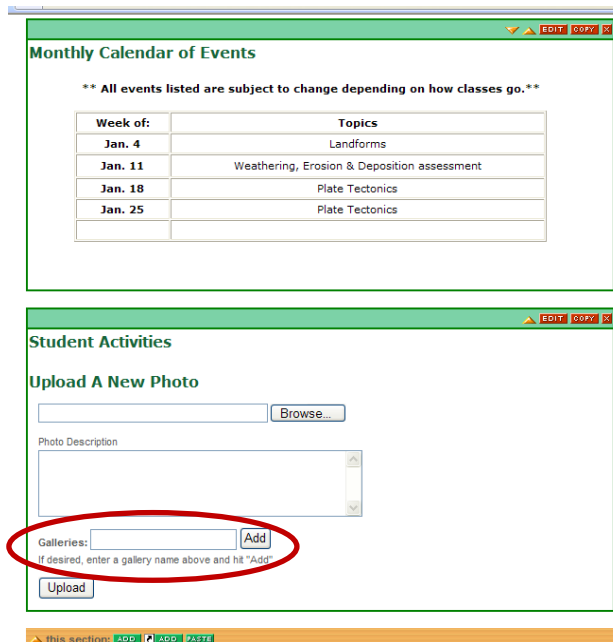 EDIT COPY X
Monthly Calendar of Events
** All events listed are subject to change depending on how classes go.**
Week of: Topics
Jan. 4 Landforms
Jan. 11 Weathering, Erosion & Deposition assessment
Jan. 18 Plate Tectonics
Jan. 25 Plate Tectonics
EDIT COPY X
Student Activities
Upload A New Photo
Browse...
Photo Description
Galleries: Add
If desired, enter a gallery name above and hit "Add"
Upload
this section: ADD ADD PASTE